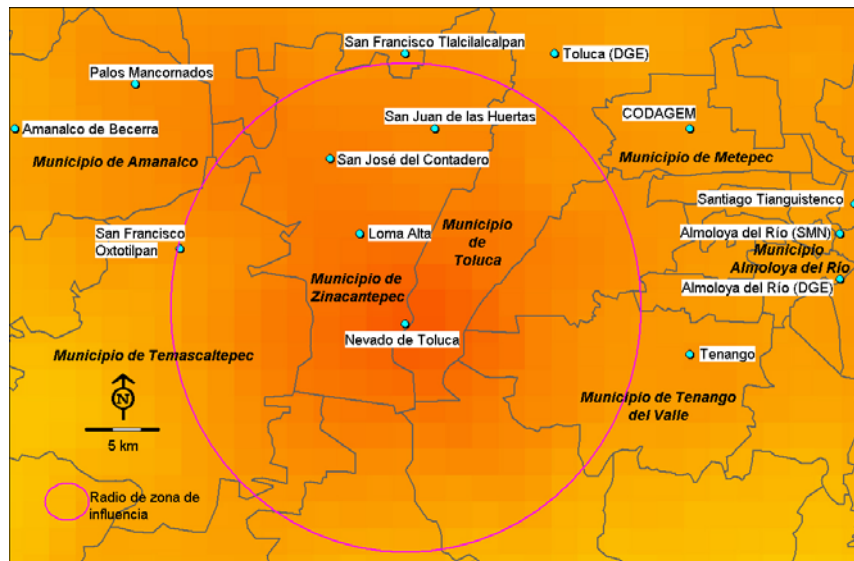 San Francisco Tlalcilalcalpan
Toluca (DGE)
Palos Mancornados
San Juan de las Huertas
CODAGEM
Amanalco de Becerra
Municipio de Amanalco
San José del Contadero
Municipio de Metepec
Santiago Tianguistenco
San Francisco
Oxtotilpan
Loma Alta
Municipio
de
Toluca
Almoloya del Río (SMN)
Municipio
Almoloya del Río
Municipio de
Zinacantepec
Almoloya del Río (DGE)
Nevado de Toluca
Municipio de Temascaltepec
Tenango
Municipio de Tenango
del Valle
N
5 km
Radio de zona de
influencia